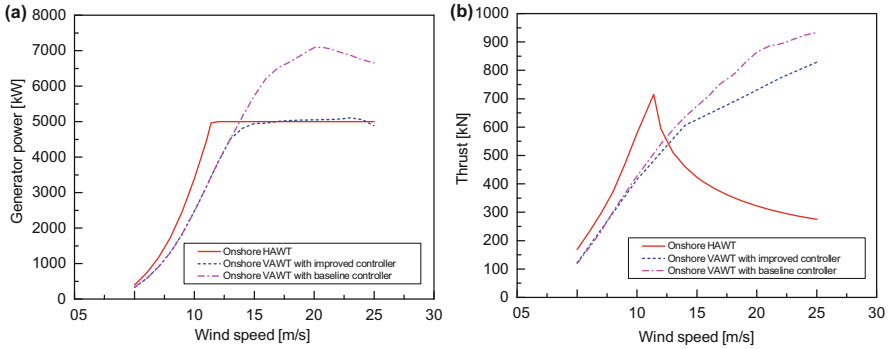 (a)
8000
7000
6000
5000
4000
3000
2000
1000
0
Generator power [kW]
Onshore HAWT
Onshore VAWT with improved controller
Onshore VAWT with baseline controller
05 10 15 20 25 30
Wind speed [m/s]
(b)
1000
900
800
700
600
500
400
300
200
100
0
Thrust [kN]
Onshore HAWT
Onshore VAWT with improved controller
Onshore VAWT with baseline controller
05 10 15 20 25 30
Wind speed [m/s]